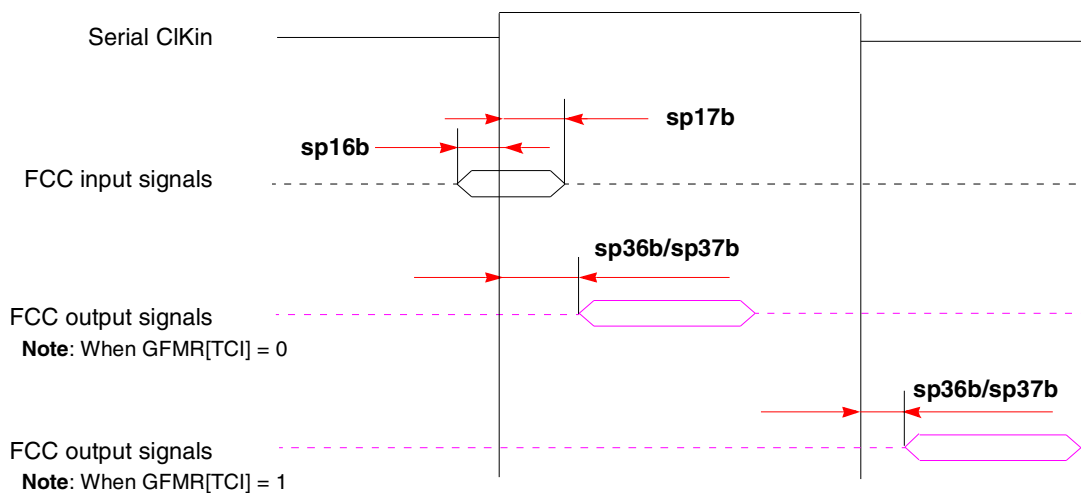 Serial ClKin
sp17b
sp16b
FCC input signals
sp36b/sp37b
FCC output signals
Note: When GFMR[TCI] = 0
sp36b/sp37b
FCC output signals
Note: When GFMR[TCI] = 1